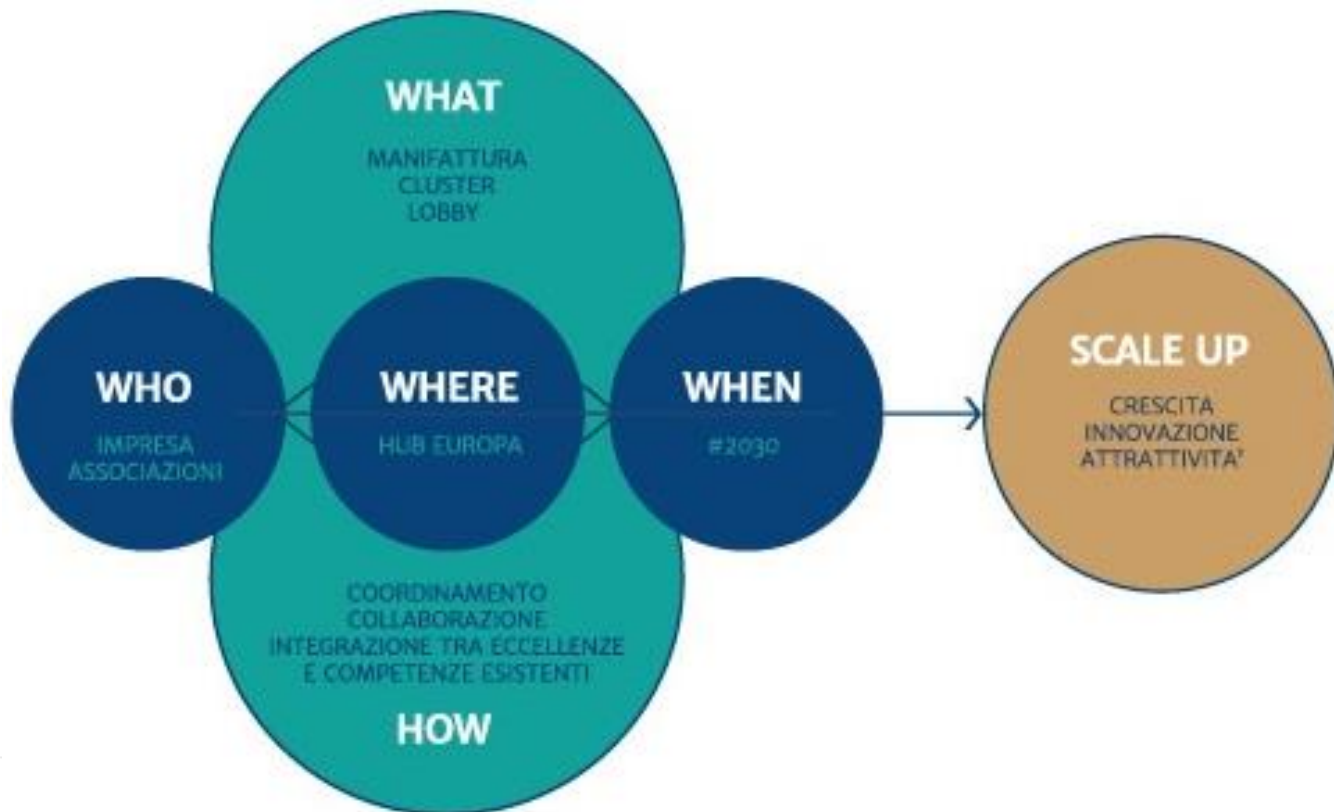 WHAT
MANIFATTURA
CLUSTER
LOBBY
WHO
IMPRESA
ASSOCIAZIONI
WHERE
HUB EUROPA
WHEN
#2030
SCALE UP
CRESCITA
INNOVAZIONE
ATTRATTIVITA'
COORDINAMENTO
COLLABORAZIONE
INTEGRAZIONE TRA ECCELLENZE
E COMPETENZE ESISTENTI
HOW